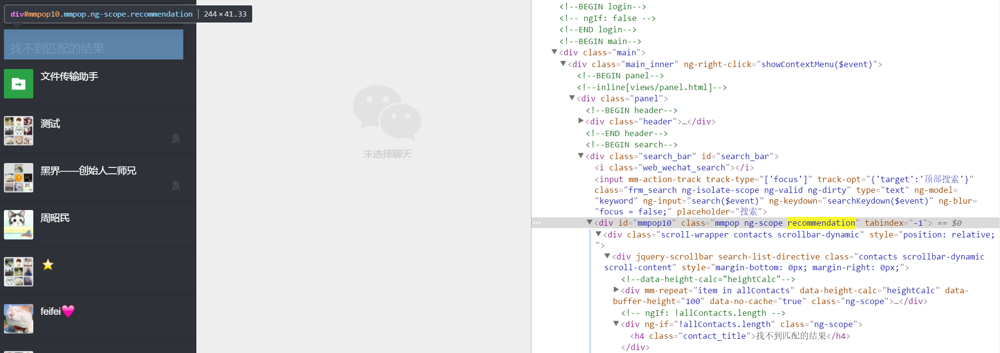 div#mmpop10.mmpop.ng-scope.recommendation | 244×41.33
找不到匹配的结果
文件传输助手
测试
黑界——创始人二师兄
周昭民
⭐
feifei💗
未选择聊天
<!--BEGIN login-->
<!-- ngIf: false -->
<!--END login-->
<!--BEGIN main-->
▼<div class="main">
▼<div class="main_inner" ng-right-click="showContextMenu($event)">
<!--BEGIN panel-->
<!--inline[views/panel.html]-->
▼<div class="panel">
<!--BEGIN header-->
▶<div class="header">…</div>
<!--END header-->
<!--BEGIN search-->
▼<div class="search_bar" id="search_bar">
<i class="web_wechat_search"></i>
<input mm-action-track track-type="['focus']" track-opt="{'target':'顶部搜索'}"
class="frm_search ng-isolate-scope ng-valid ng-dirty" type="text" ng-model=
"keyword" ng-input="search($event)" ng-keydown="searchKeydown($event)" ng-blur=
"focus = false;" placeholder="搜索">
…▼<div id="mmpop10" class="mmpop ng-scope recommendation" tabindex="-1"> == $0
▼<div class="scroll-wrapper contacts scrollbar-dynamic" style="position: relative;
">
▼<div jquery-scrollbar search-list-directive class="contacts scrollbar-dynamic
scroll-content" style="margin-bottom: 0px; margin-right: 0px;">
<!--data-height-calc="heightCalc"-->
▶<div mm-repeat="item in allContacts" data-height-calc="heightCalc" data-
buffer-height="100" data-no-cache="true" class="ng-scope">…</div>
<!-- ngIf: !allContacts.length -->
▼<div ng-if="!allContacts.length" class="ng-scope">
<h4 class="contact_title">找不到匹配的结果</h4>
</div>